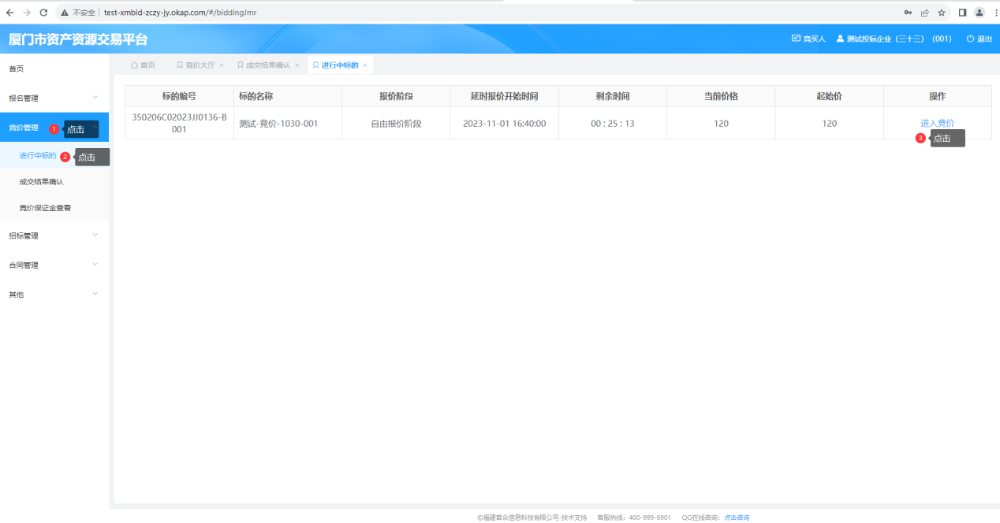 不安全 | test-xmbid-zczy-jy.okap.com/#/biddingJmr
厦门市资产资源交易平台
竞买人 测试投标企业（三十三）（001） 退出
首页
报名管理
竞价管理 1 点击
进行中标的 2 点击
成交结果确认
竞价保证金查看
招标管理
合同管理
其他
首页 竞价大厅 × 成交结果确认 × 进行中标的 ×
标的编号 标的名称 报价阶段 延时报价开始时间 剩余时间 当前价格 起始价 操作
350206C02023JJ0136-B
001 测试-竞价-1030-001 自由报价阶段 2023-11-01 16:40:00 00 : 25 : 13 120 120 进入竞价
3 点击
©福建首众信息科技有限公司-技术支持 客服热线：400-999-6901 QQ在线咨询：点击咨询